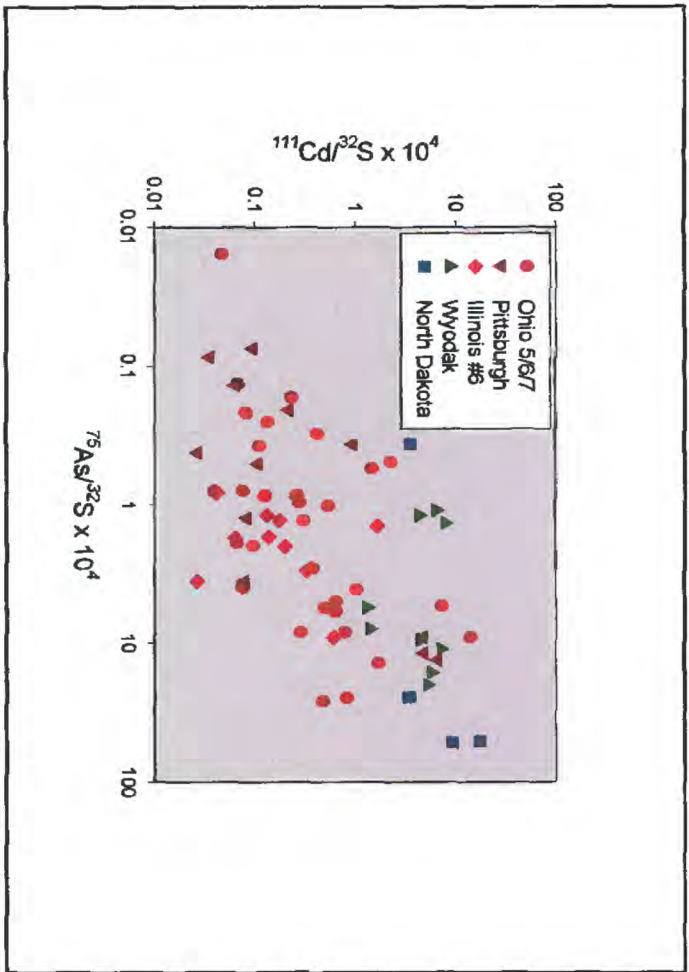 ¹¹¹Cd/³²S x 10⁴
100
10
1
0.1
0.01
Ohio 5/6/7
Pittsburgh
Illinois #6
Wyodak
North Dakota
0.01
0.1
1
10
100
⁷⁵As/³²S x 10⁴